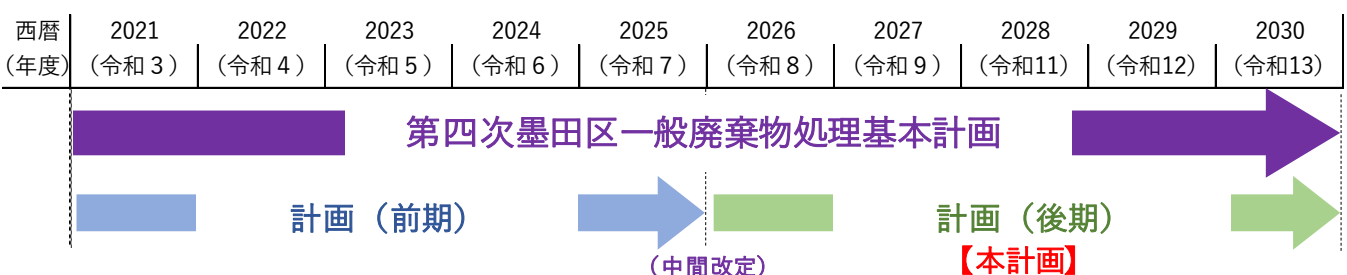 西暦 2021 2022 2023 2024 2025 2026 2027 2028 2029 2030
(年度) (令和3) (令和4) (令和5) (令和6) (令和7) (令和8) (令和9) (令和11) (令和12) (令和13)
第四次墨田区一般廃棄物処理基本計画
計画(前期) 計画(後期)
(中間改定) 【本計画】